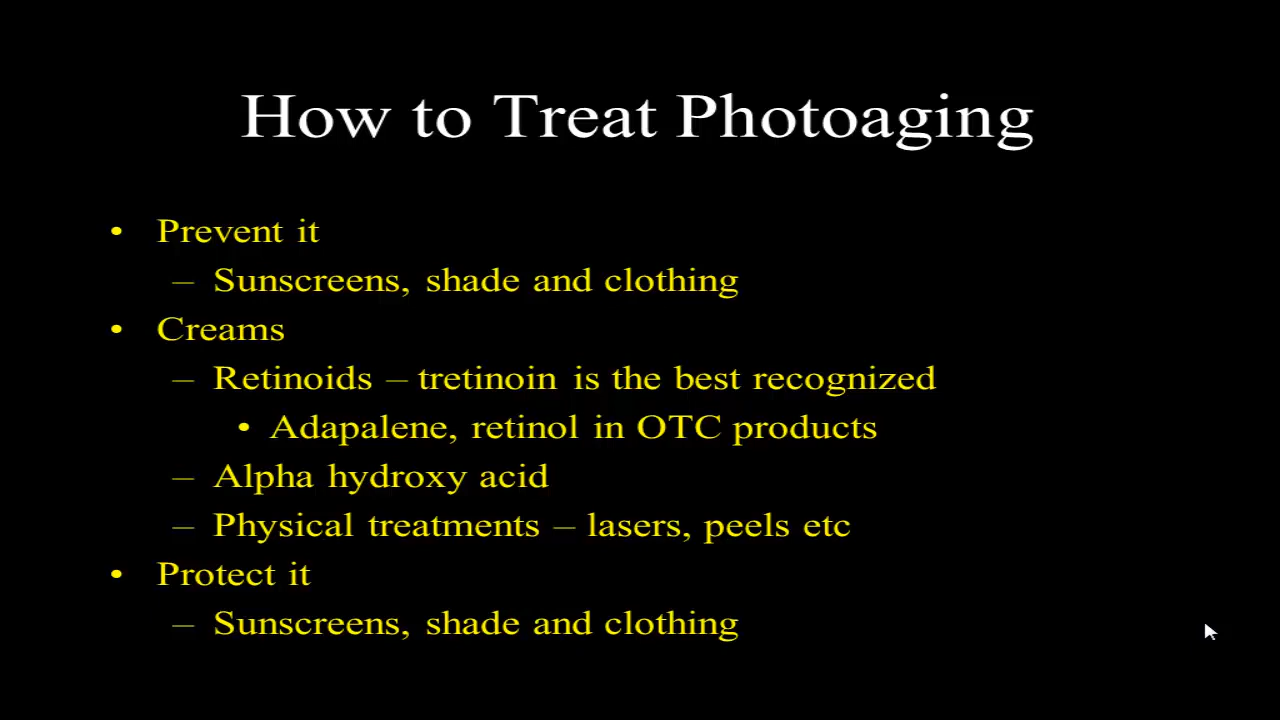 How to Treat Photoaging
• Prevent it
– Sunscreens, shade and clothing
• Creams
– Retinoids – tretinoin is the best recognized
• Adapalene, retinol in OTC products
– Alpha hydroxy acid
– Physical treatments – lasers, peels etc
• Protect it
– Sunscreens, shade and clothing